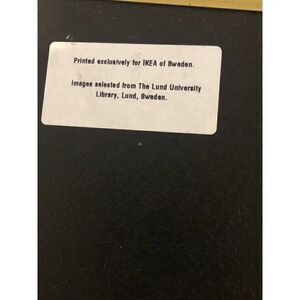 Printed exclusively for IKEA of Sweden.
Images selected from The Lund University
Library, Lund, Sweden.